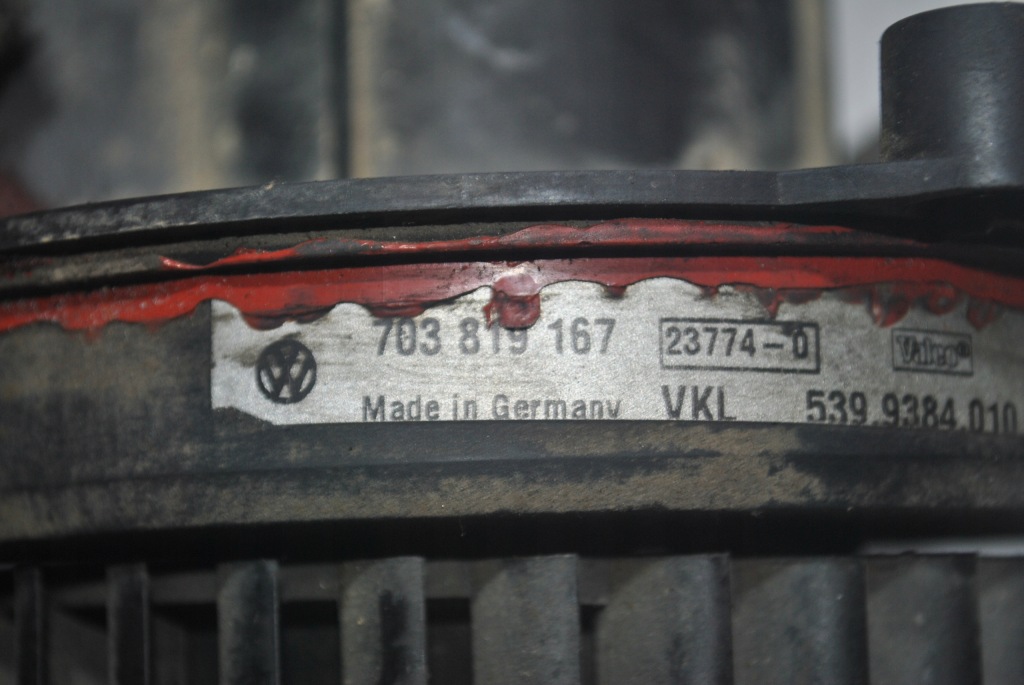 703 819 167 23774-0 Valeo®
Made in Germany VKL 539.9384.010